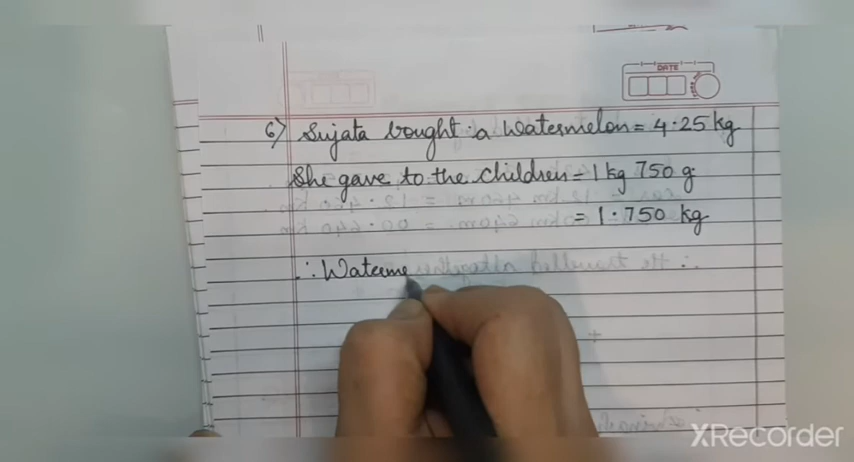 DATE
6) Sujata bought a Watermelon = 4.25 kg
She gave to the children = 1 kg 750 g
= 1.750 kg
∴ Waterme
XRecorder